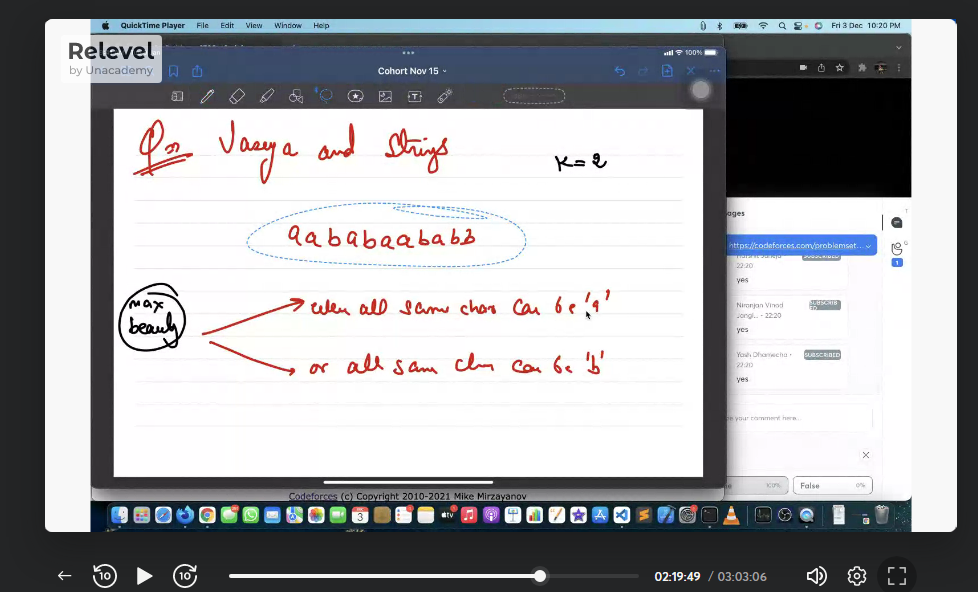 QuickTime Player File Edit View Window Help
Fri 3 Dec 10:20 PM
Relevel
by Unacademy
100%
Cohort Nov 15
Qn Vasya and Strings
K = 2
aababaababb
max
beauty
when all same char can be 'a'
or all same char can be 'b'
ages
https://codeforces.com/problemset...
SUBSCRIBED
22:20
yes
Niranjan Vinod
Jangl... - 22:20
SUBSCRIBED
yes
Yash Dhamecha •
22:20
SUBSCRIBED
yes
e your comment here...
100%
False
0%
Codeforces (c) Copyright 2010-2021 Mike Mirzayanov
3
tv
10
10
02:19:49 / 03:03:06